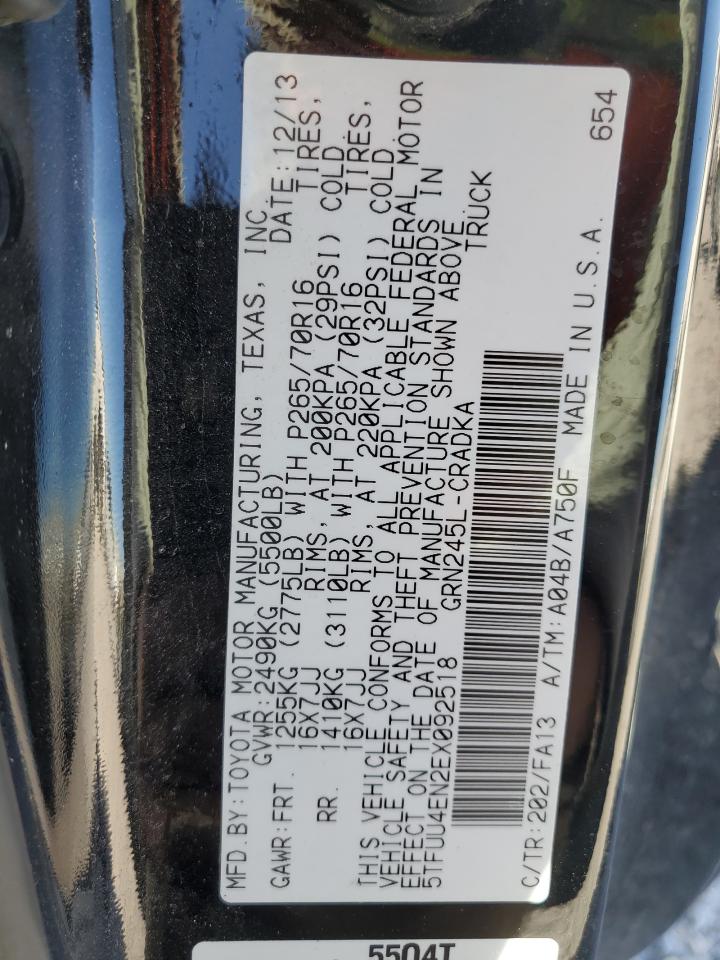 MFD.BY:TOYOTA MOTOR MANUFACTURING, TEXAS, INC.
GVWR:2490KG (5500LB) DATE:12/13
GAWR:FRT. 1255KG (2775LB) WITH P265/70R16 TIRES,
16X7JJ RIMS, AT 200KPA (29PSI) COLD
RR. 1410KG (3110LB) WITH P265/70R16 TIRES,
16X7JJ RIMS, AT 220KPA (32PSI) COLD
THIS VEHICLE CONFORMS TO ALL APPLICABLE FEDERAL MOTOR
VEHICLE SAFETY AND THEFT PREVENTION STANDARDS IN
EFFECT ON THE DATE OF MANUFACTURE SHOWN ABOVE.
5TFUU4EN2EX092518 GRN245L-CRADKA TRUCK
C/TR:202/FA13 A/TM:A04B/A750F MADE IN U.S.A. 654
5504T